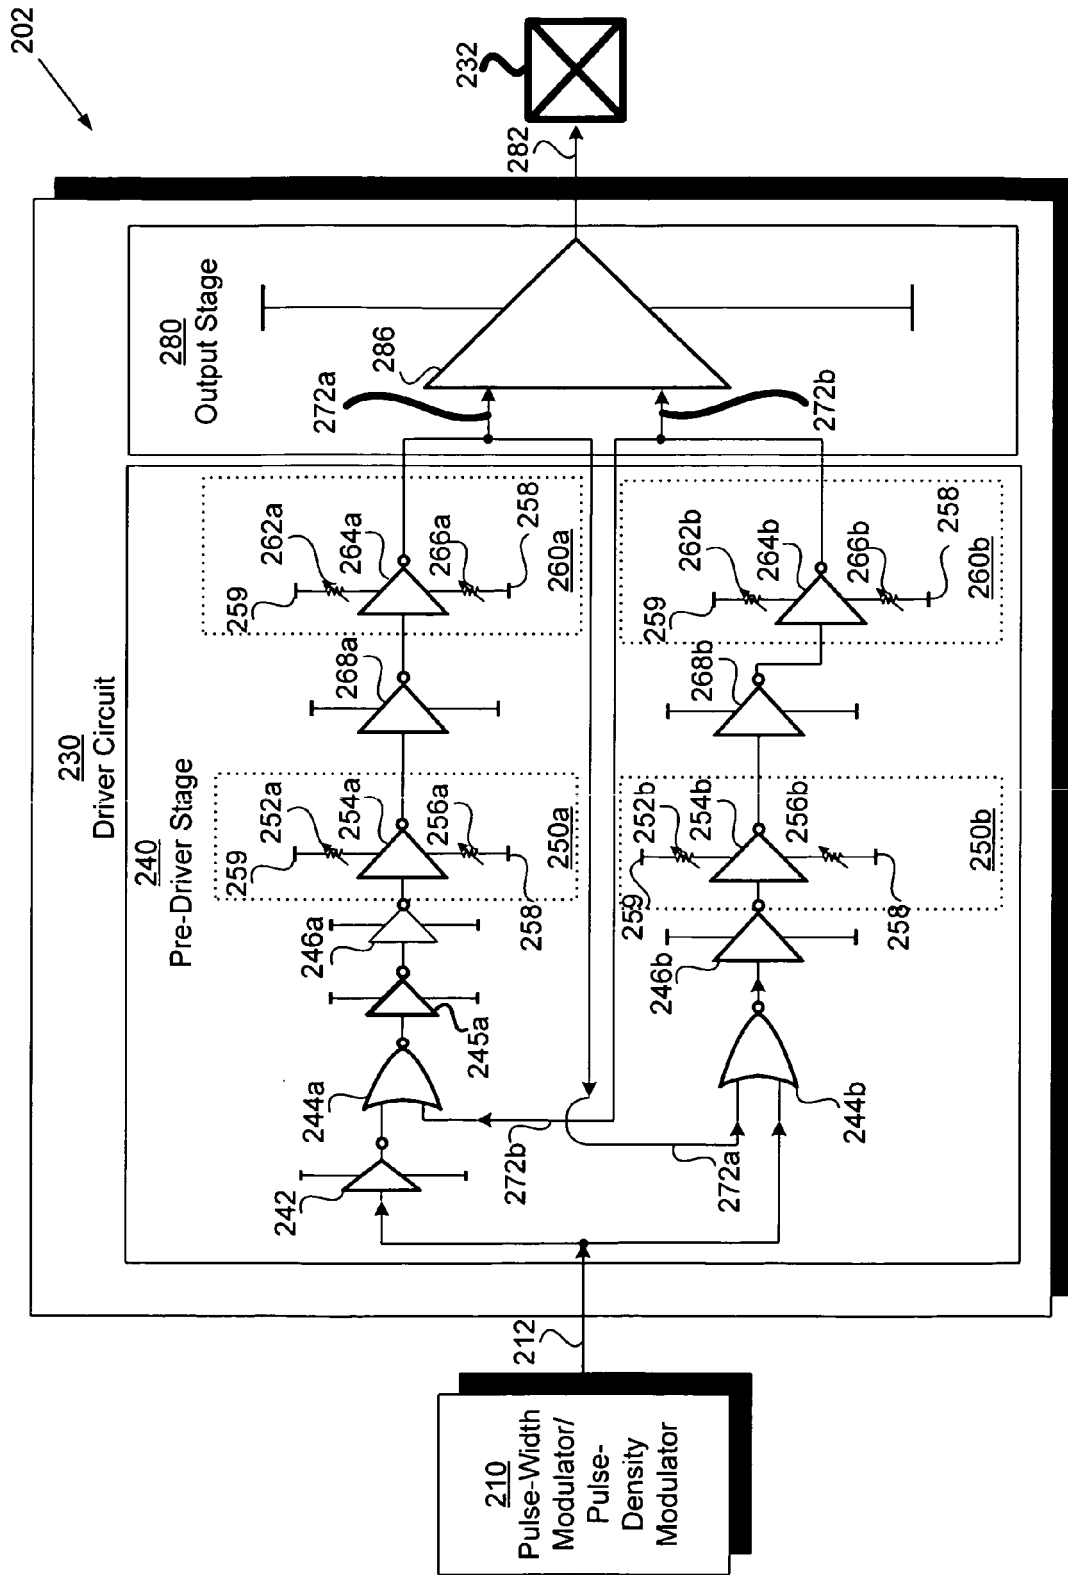 202
230
Driver Circuit
240
Pre-Driver Stage
280
Output Stage
210
Pulse-Width
Modulator/
Pulse-
Density
Modulator
212
242
244a
245a
246a
259
252a
254a
256a
258
250a
268a
259
262a
264a
266a
258
260a
272a
286
282
232
272b
272b
272a
244b
246b
259
252b
254b
256b
258
250b
268b
259
262b
264b
266b
258
260b